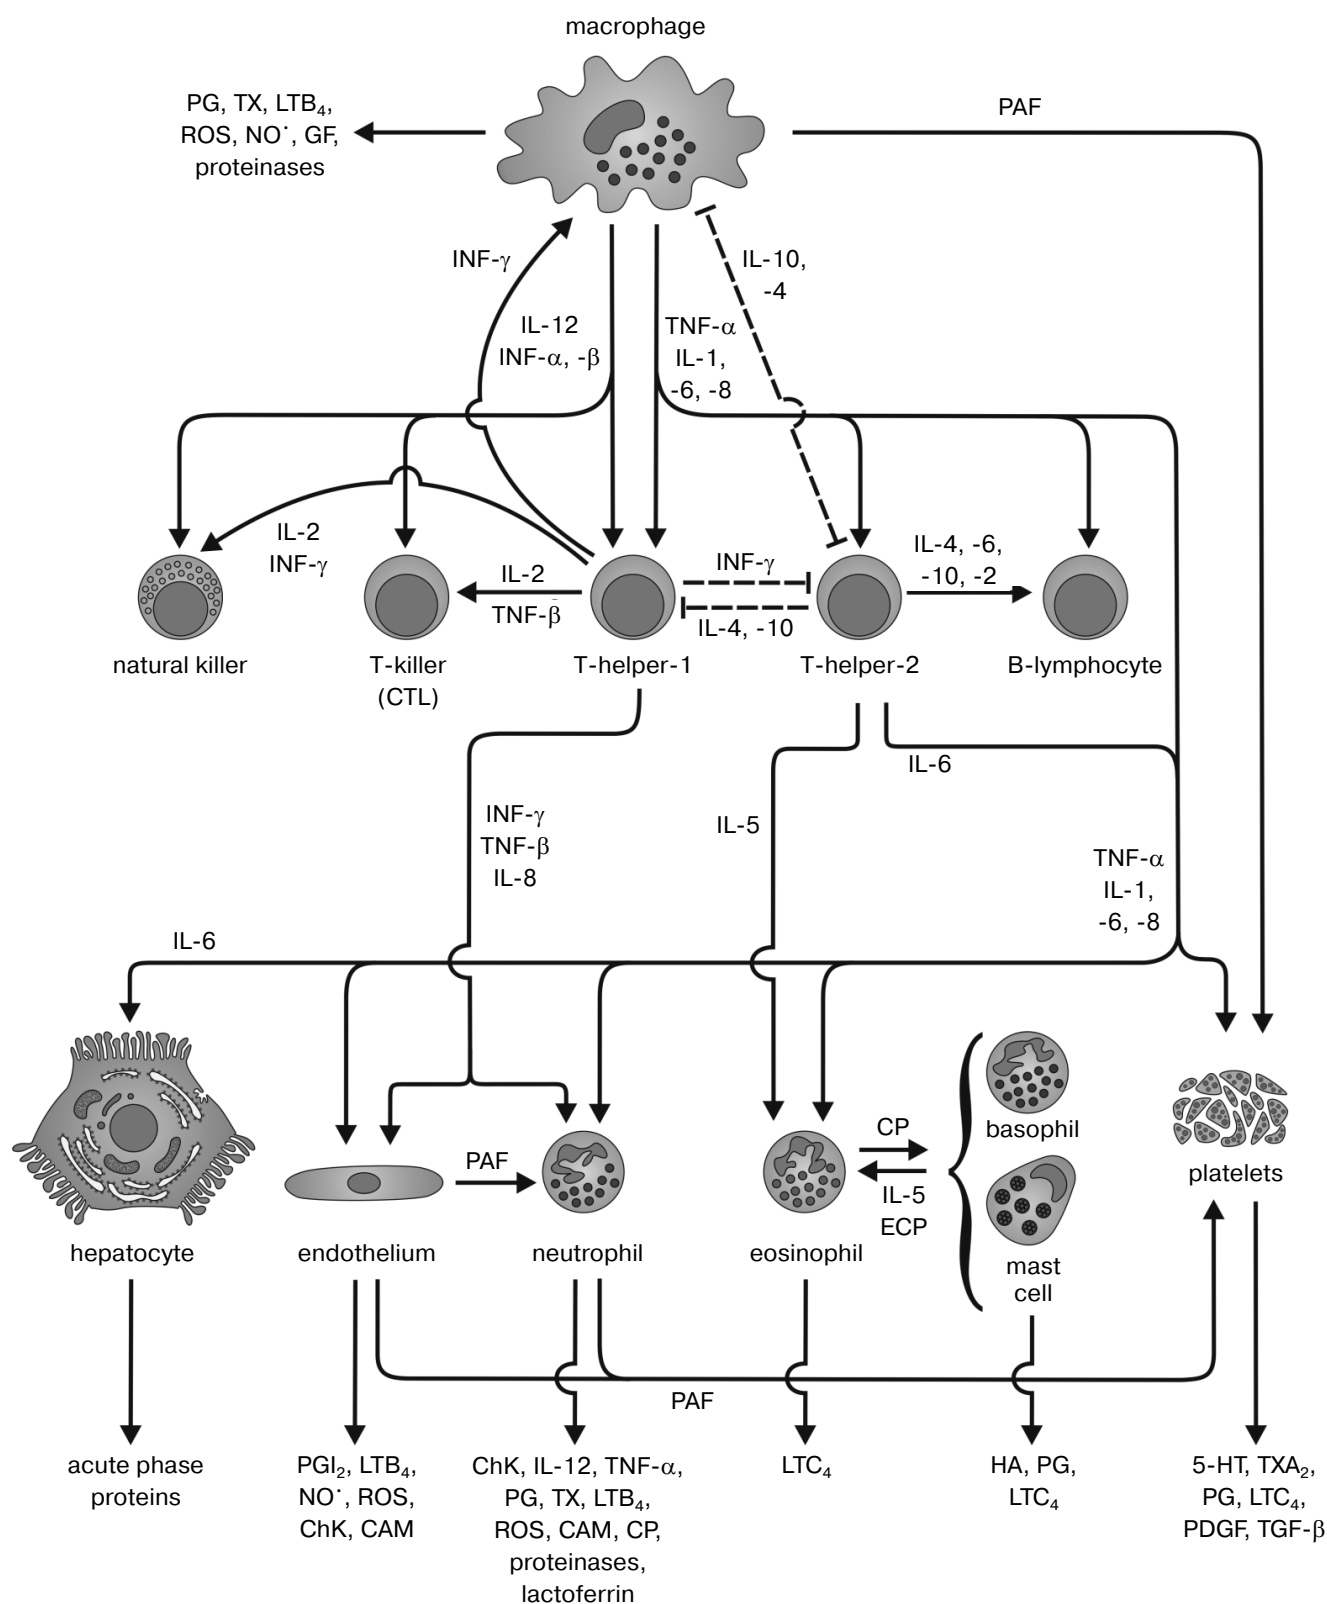 macrophage
PG, TX, LTB₄,
ROS, NO˙, GF,
proteinases
PAF
INF-γ
IL-10,
-4
IL-12
INF-α, -β
TNF-α
IL-1,
-6, -8
IL-2
INF-γ
IL-2
TNF-β
INF-γ
IL-4, -10
IL-4, -6,
-10, -2
natural killer
T-killer
(CTL)
T-helper-1
T-helper-2
B-lymphocyte
IL-6
IL-5
INF-γ
TNF-β
IL-8
TNF-α
IL-1,
-6, -8
IL-6
PAF
CP
IL-5
ECP
basophil
mast
cell
platelets
hepatocyte
endothelium
neutrophil
eosinophil
PAF
acute phase
proteins
PGI₂, LTB₄,
NO˙, ROS,
ChK, CAM
ChK, IL-12, TNF-α,
PG, TX, LTB₄,
ROS, CAM, CP,
proteinases,
lactoferrin
LTC₄
HA, PG,
LTC₄
5-HT, TXA₂,
PG, LTC₄,
PDGF, TGF-β